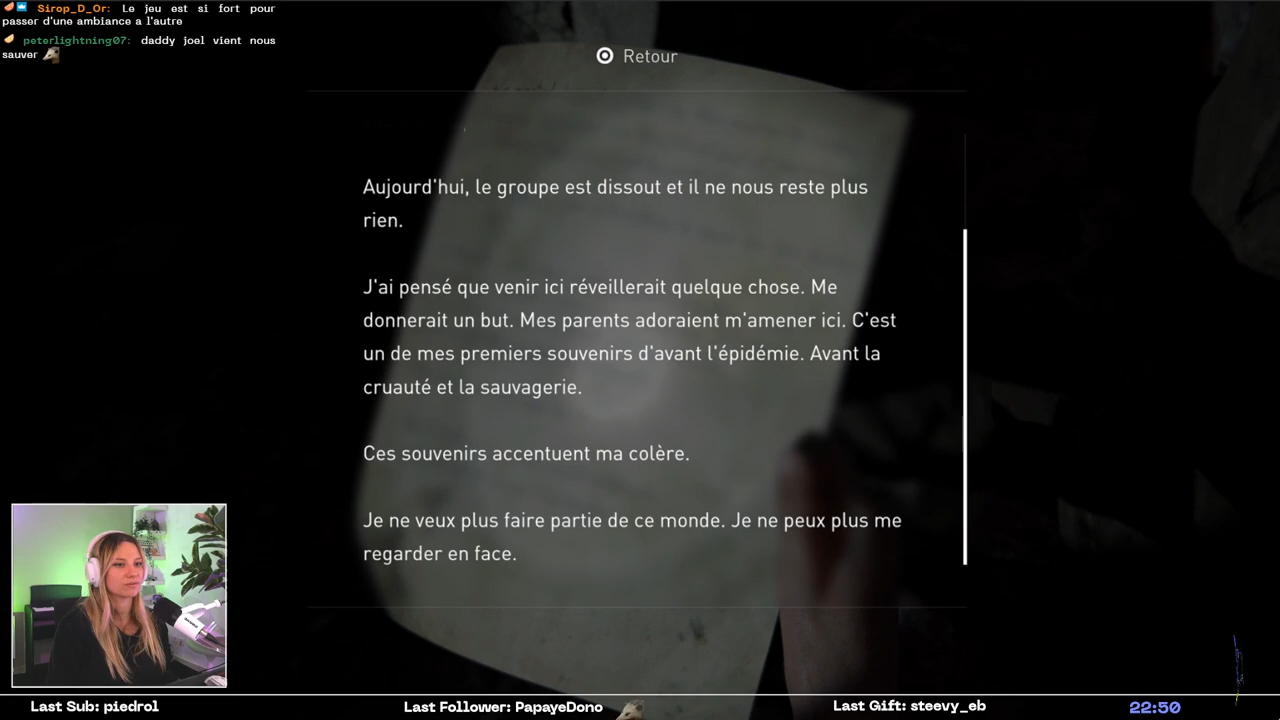 Sirop_D_Or: Le jeu est si fort pour
passer d'une ambiance a l'autre
peterlightning07: daddy joel vient nous
sauver
Retour
Aujourd'hui, le groupe est dissout et il ne nous reste plus
rien.
J'ai pensé que venir ici réveillerait quelque chose. Me
donnerait un but. Mes parents adoraient m'amener ici. C'est
un de mes premiers souvenirs d'avant l'épidémie. Avant la
cruauté et la sauvagerie.
Ces souvenirs accentuent ma colère.
Je ne veux plus faire partie de ce monde. Je ne peux plus me
regarder en face.
Last Sub: piedrol
Last Follower: PapayeDono
Last Gift: steevy_eb
22:50